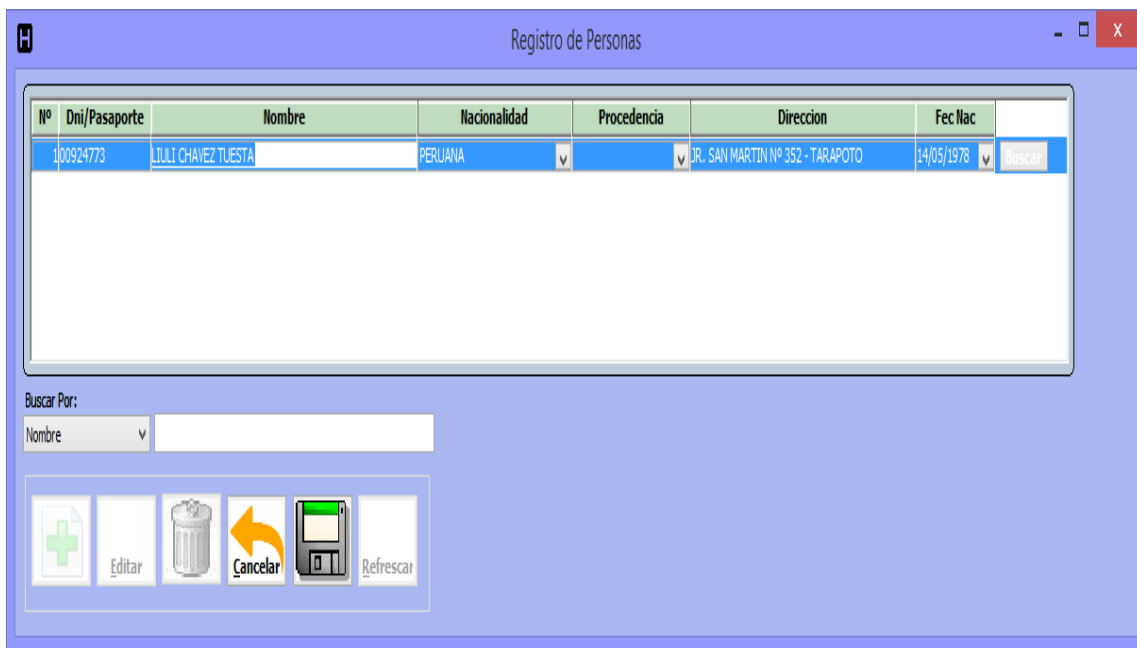 H
Registro de Personas
X
Nº Dni/Pasaporte Nombre Nacionalidad Procedencia Direccion Fec Nac
1 00924773 LIULI CHAVEZ TUESTA PERUANA JR. SAN MARTIN Nº 352 - TARAPOTO 14/05/1978 Buscar
Buscar Por:
Nombre
Editar Cancelar Refrescar